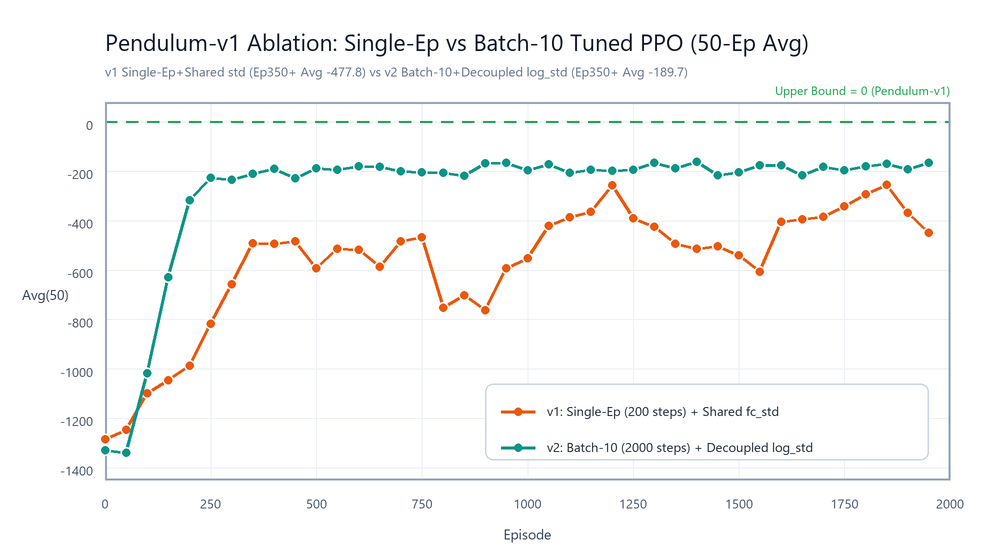 Pendulum-v1 Ablation: Single-Ep vs Batch-10 Tuned PPO (50-Ep Avg)
v1 Single-Ep+Shared std (Ep350+ Avg -477.8) vs v2 Batch-10+Decoupled log_std (Ep350+ Avg -189.7)
Upper Bound = 0 (Pendulum-v1)
0
-200
-400
-600
Avg(50)
-800
-1000
-1200
-1400
v1: Single-Ep (200 steps) + Shared fc_std
v2: Batch-10 (2000 steps) + Decoupled log_std
0 250 500 750 1000 1250 1500 1750 2000
Episode